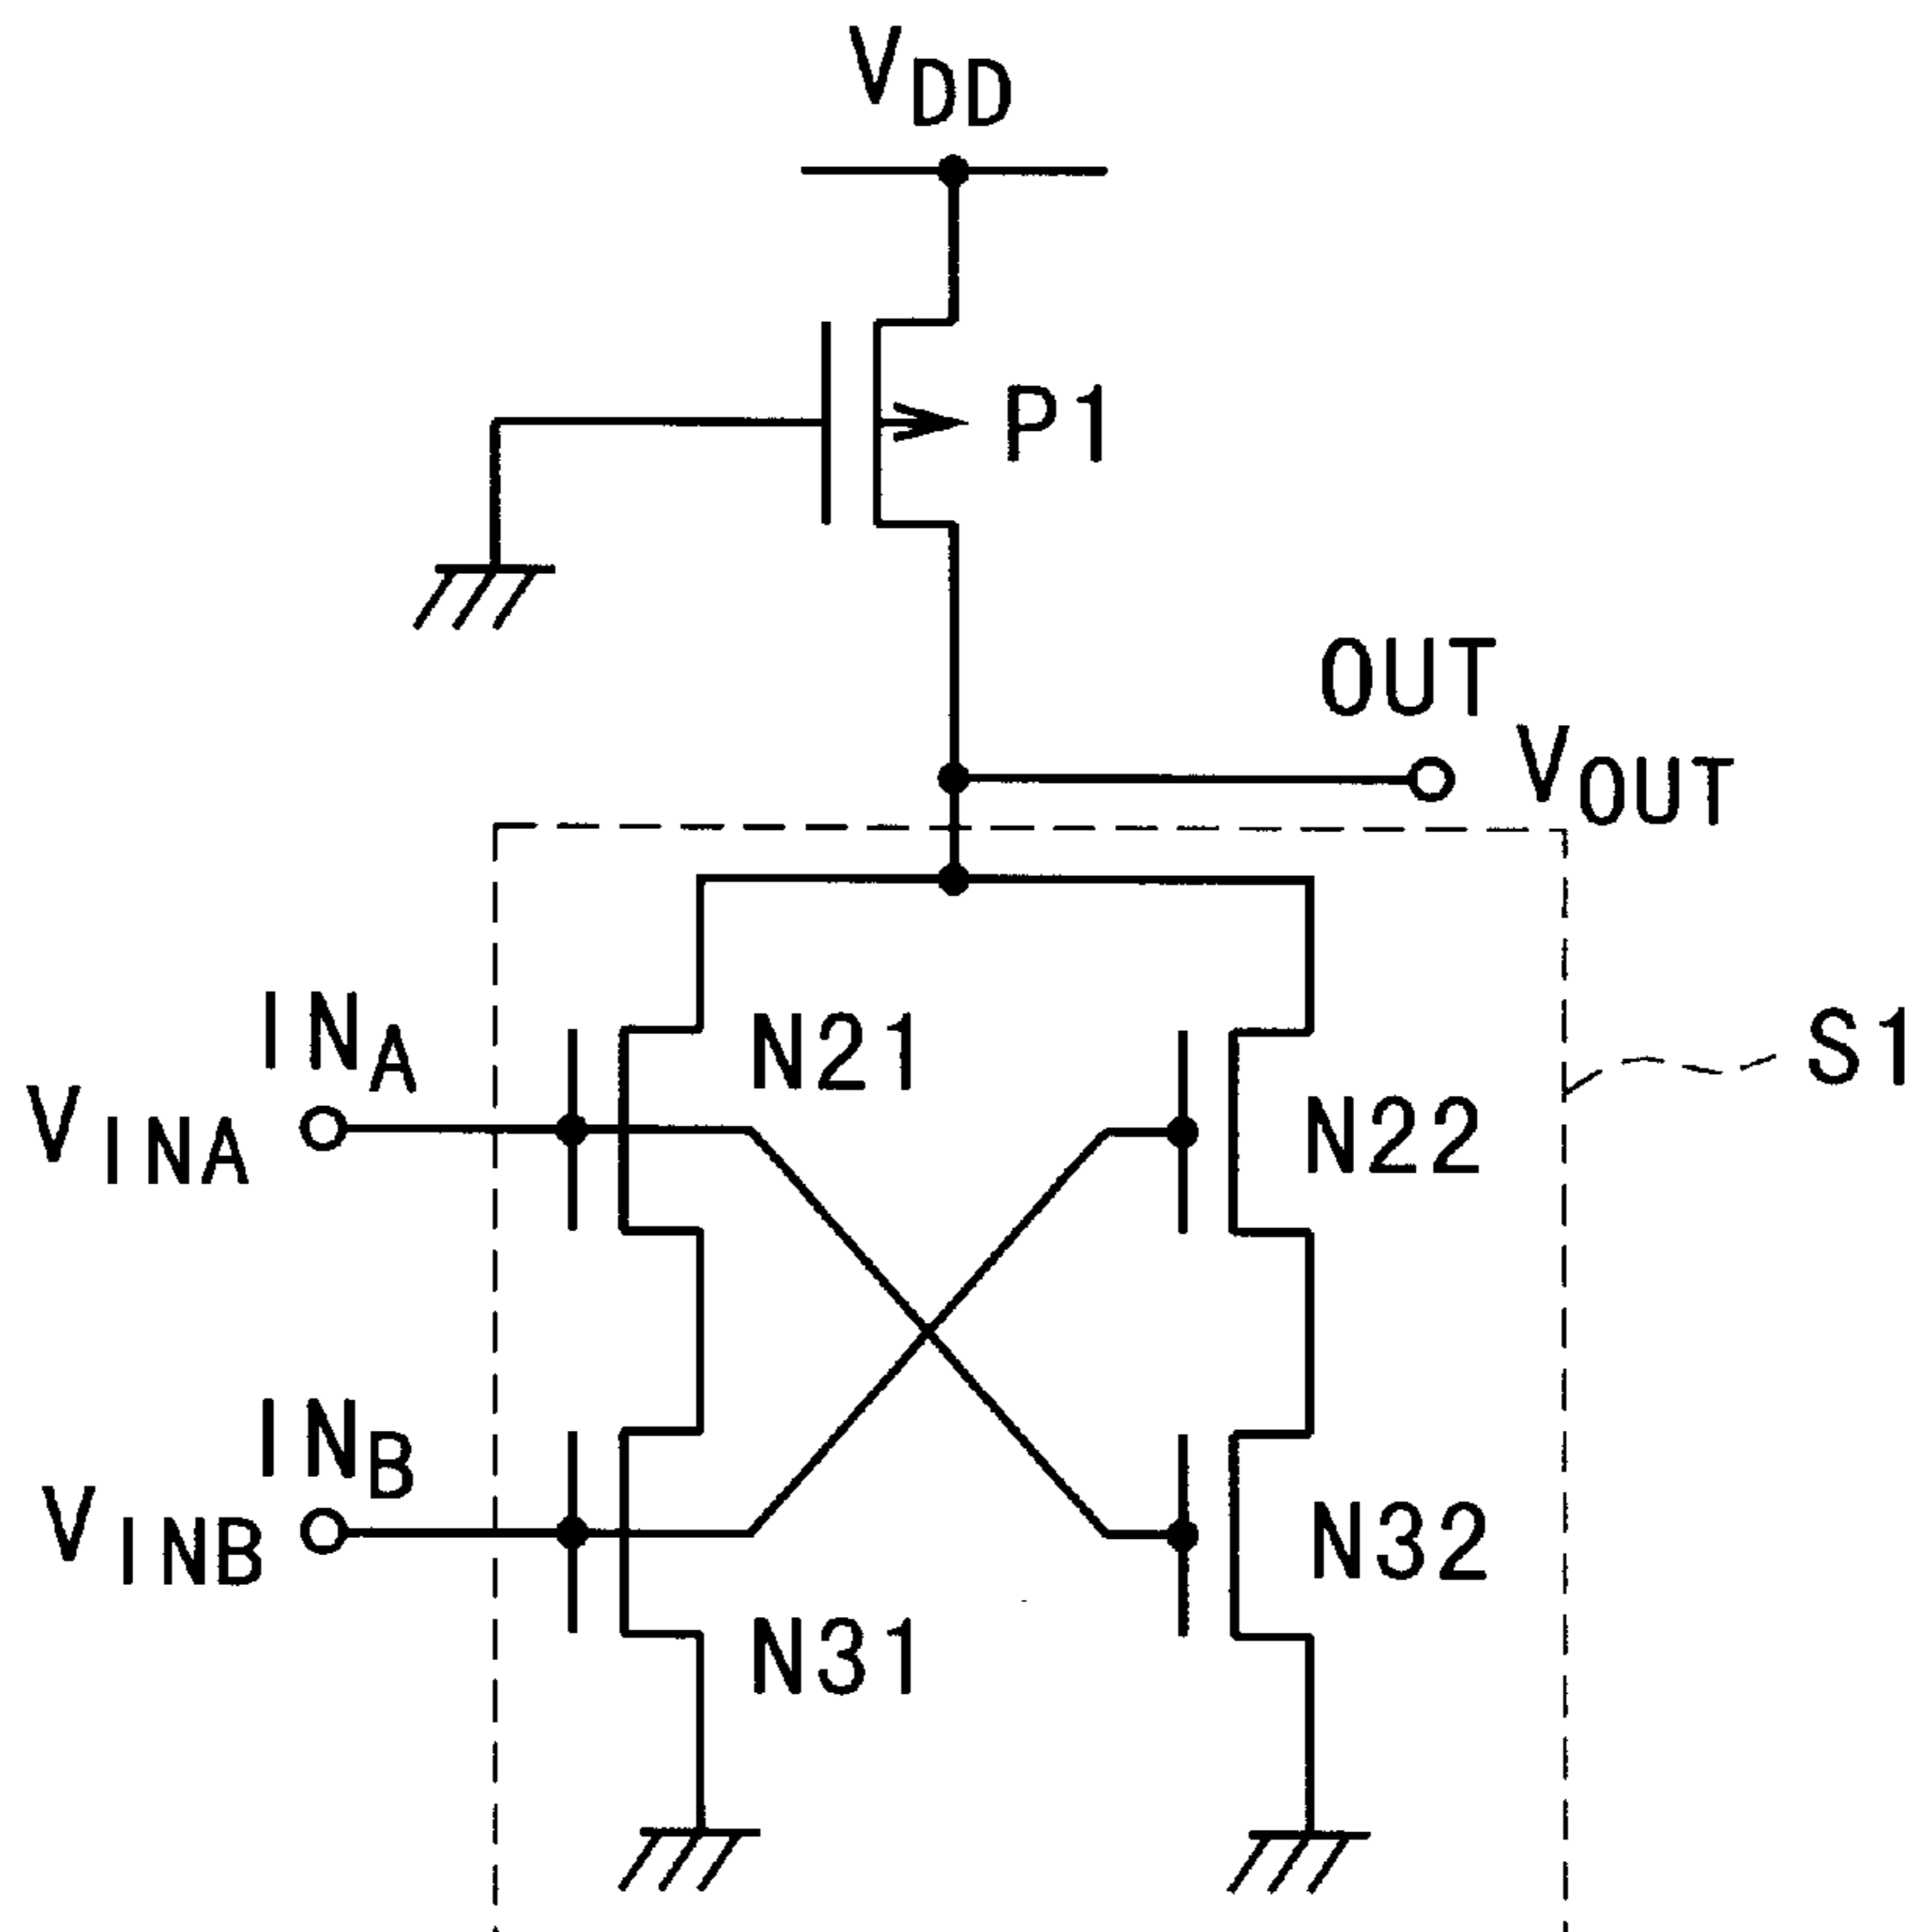 VDD
P1
OUT
VOUT
INA
N21
S1
VINA
N22
INB
VINB
N32
N31